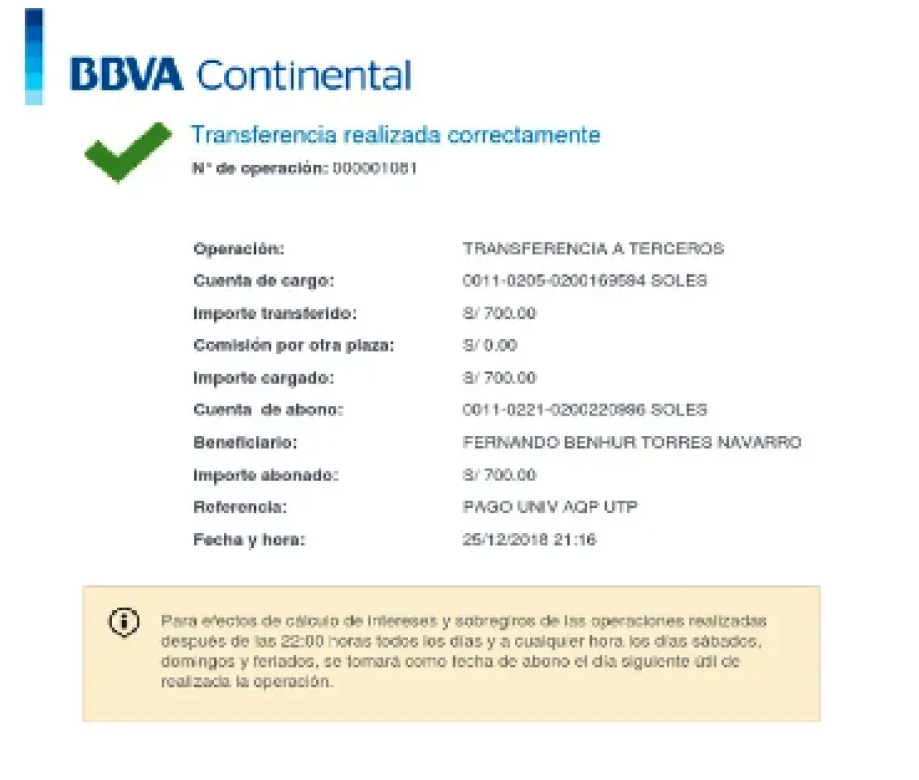 BBVA Continental
Transferencia realizada correctamente
N° de operación: 000001081
Operación: TRANSFERENCIA A TERCEROS
Cuenta de cargo: 0011-0205-0200169594 SOLES
Importe transferido: S/ 700.00
Comisión por otra plaza: S/ 0.00
Importe cargado: S/ 700.00
Cuenta de abono: 0011-0221-0200220996 SOLES
Beneficiario: FERNANDO BENHUR TORRES NAVARRO
Importe abonado: S/ 700.00
Referencia: PAGO UNIV AQP UTP
Fecha y hora: 25/12/2018 21:16
Para efectos de cálculo de intereses y sobregiros de las operaciones realizadas
después de las 22:00 horas todos los días y a cualquier hora los días sábados,
domingos y feriados, se tomará como fecha de abono el día siguiente útil de
realizada la operación.